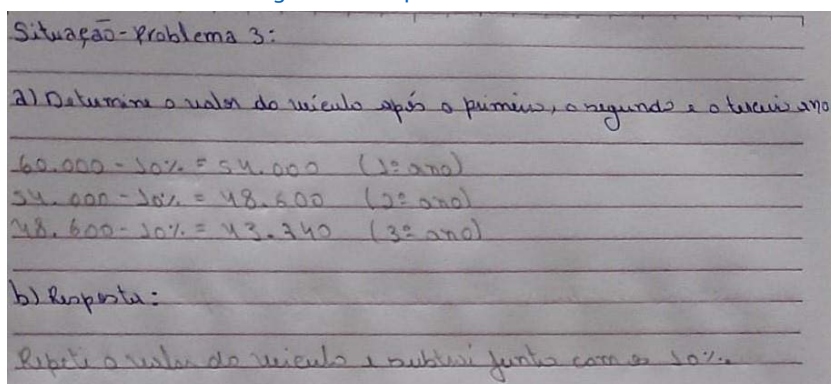 Situação-Problema 3:
a) Determine o valor do veículo após o primeiro, o segundo e o terceiro ano
60.000 - 10% = 54.000 (1º ano)
54.000 - 10% = 48.600 (2º ano)
48.600 - 10% = 43.740 (3º ano)
b) Resposta:
Repeti o valor do veiculo e subtrai junto com os 10%.